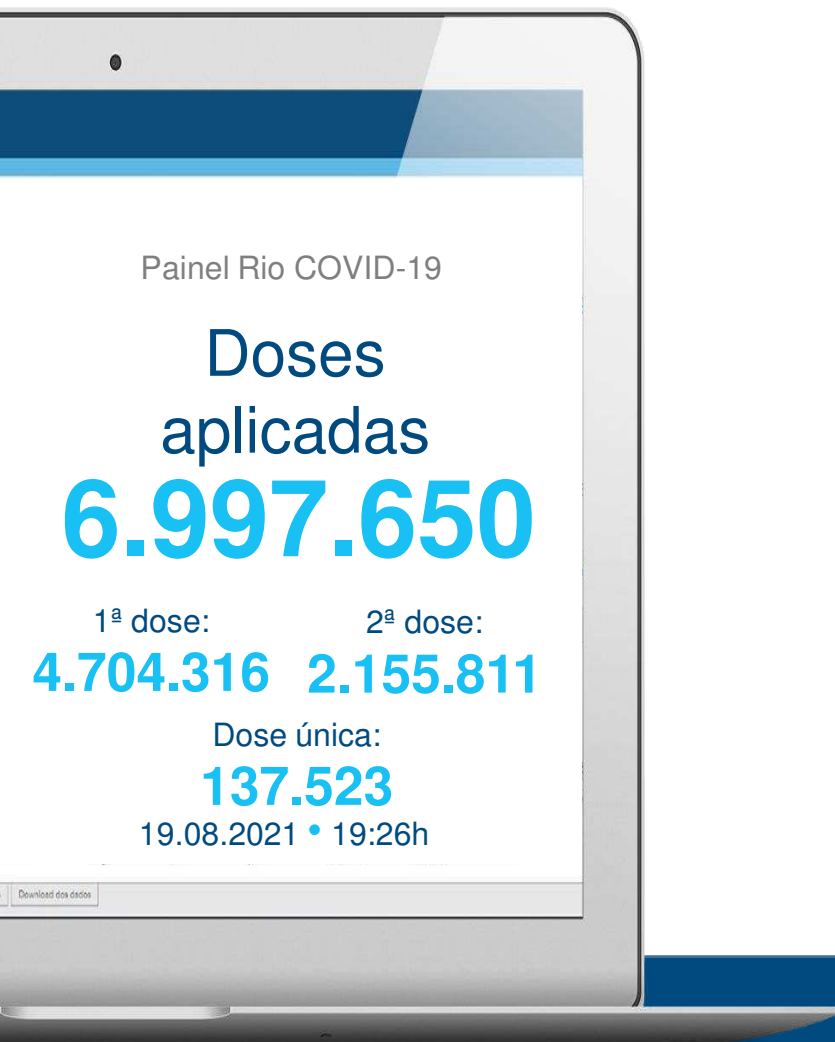 Painel Rio COVID-19
Doses
aplicadas
6.997.650
1ª dose: 2ª dose:
4.704.316 2.155.811
Dose única:
137.523
19.08.2021 • 19:26h
Download dos dados